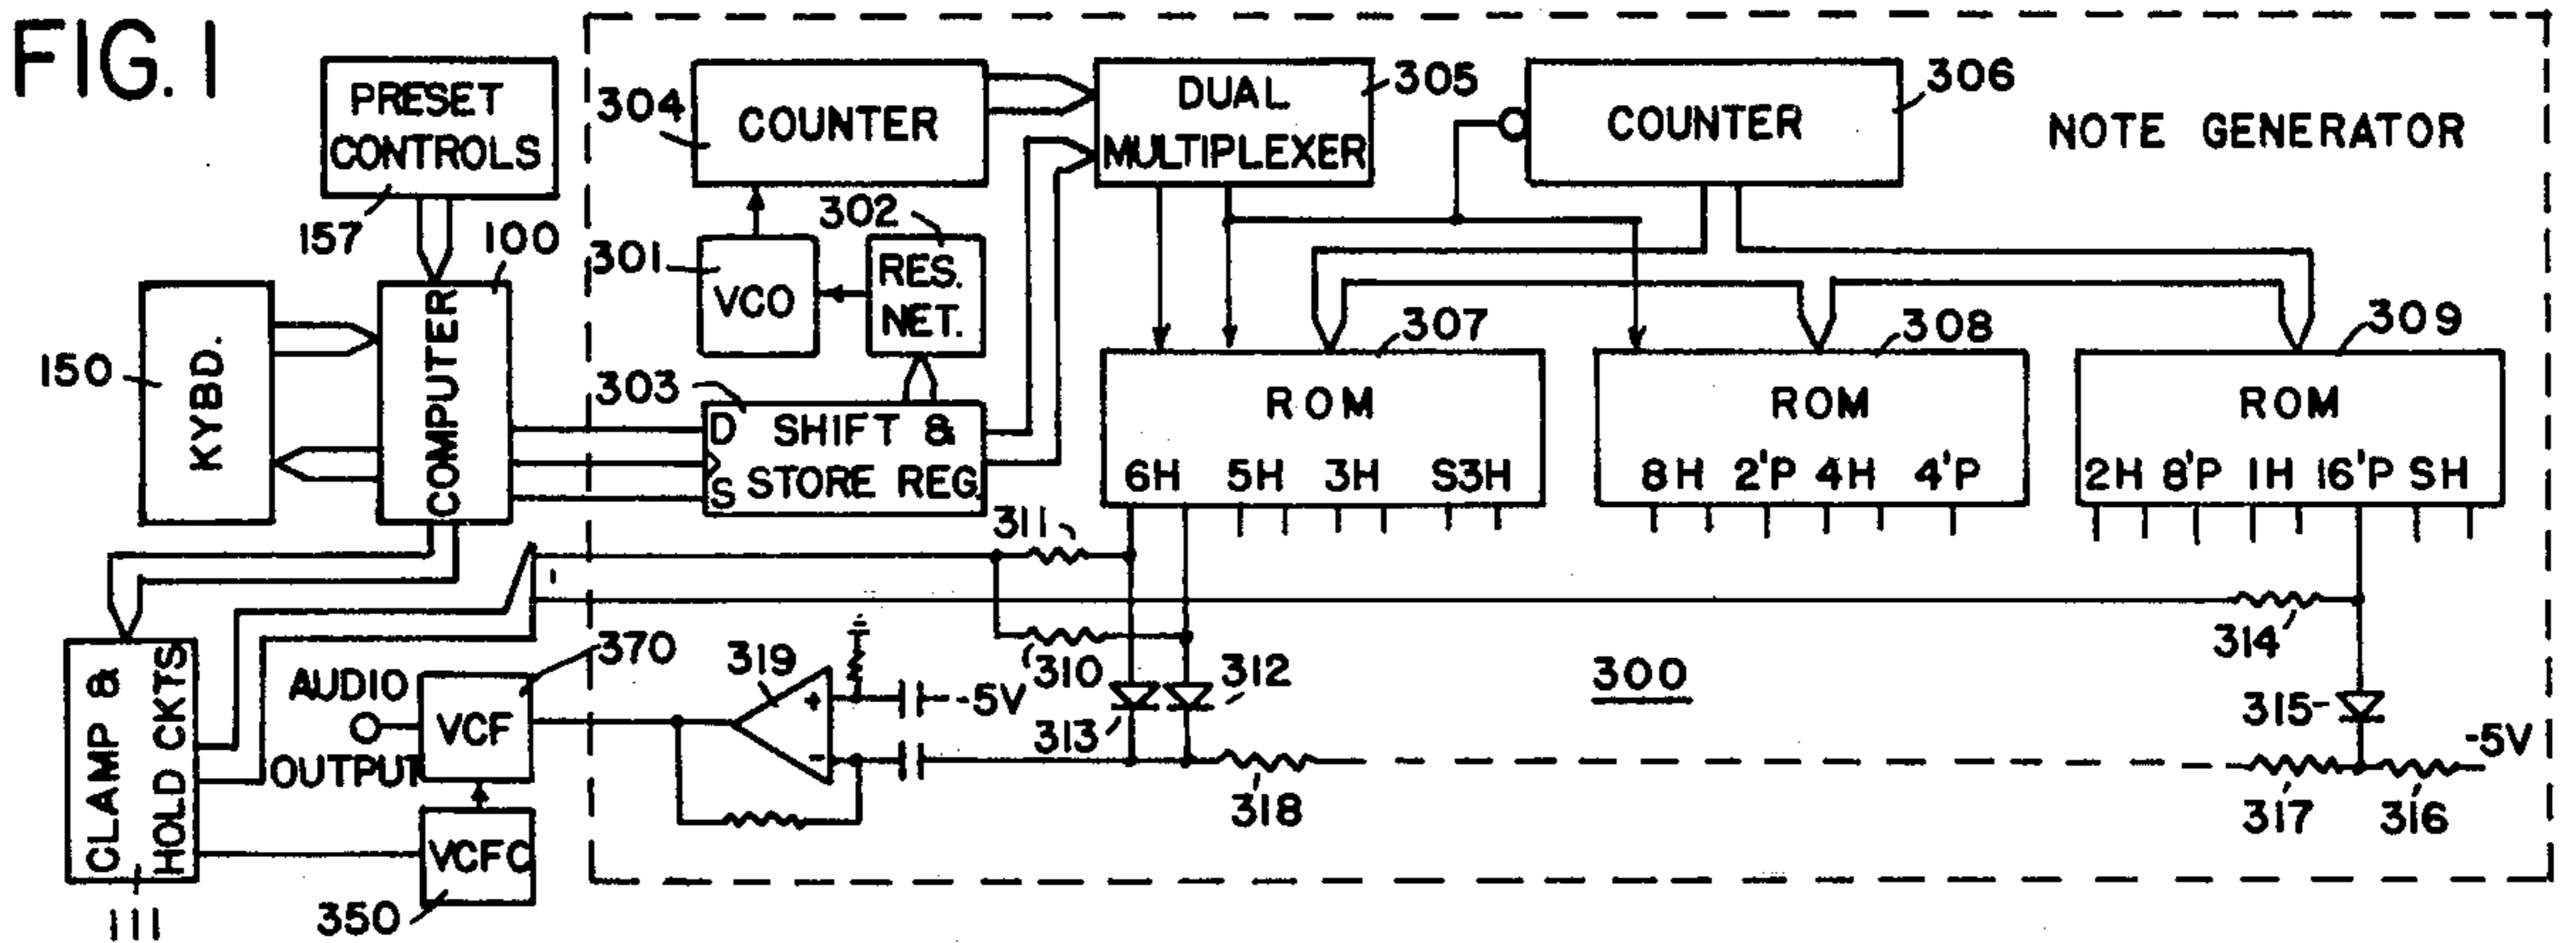 FIG. 1
PRESET
CONTROLS
157
100
KYBD.
150
COMPUTER
CLAMP &
HOLD CKTS
111
AUDIO
OUTPUT
VCF
370
VCFC
350
304
COUNTER
DUAL
MULTIPLEXER
305
COUNTER
306
NOTE GENERATOR
301
VCO
302
RES.
NET.
303
D SHIFT &
S STORE REG
307
ROM
6H 5H 3H S3H
308
ROM
8H 2'P 4H 4'P
309
ROM
2H 8'P 1H 16'P SH
311
310
319
+
-
-5V
313
312
318
300
314
315
-5V
317
316